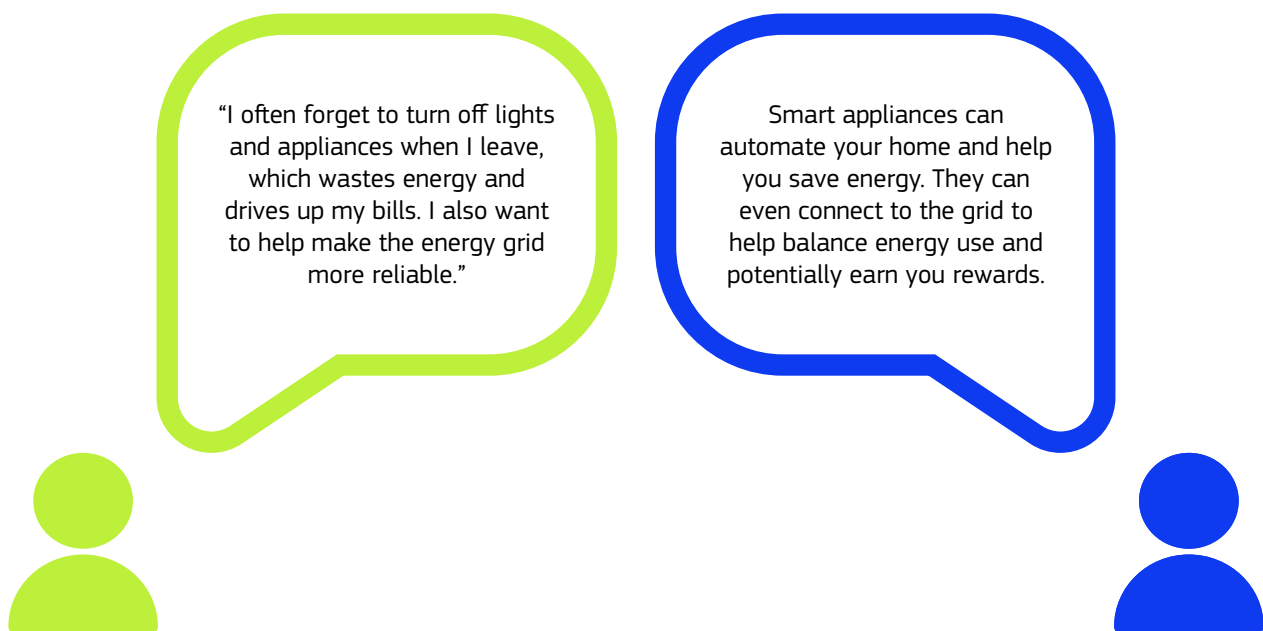 “I often forget to turn off lights
and appliances when I leave,
which wastes energy and
drives up my bills. I also want
to help make the energy grid
more reliable.”
Smart appliances can
automate your home and help
you save energy. They can
even connect to the grid to
help balance energy use and
potentially earn you rewards.